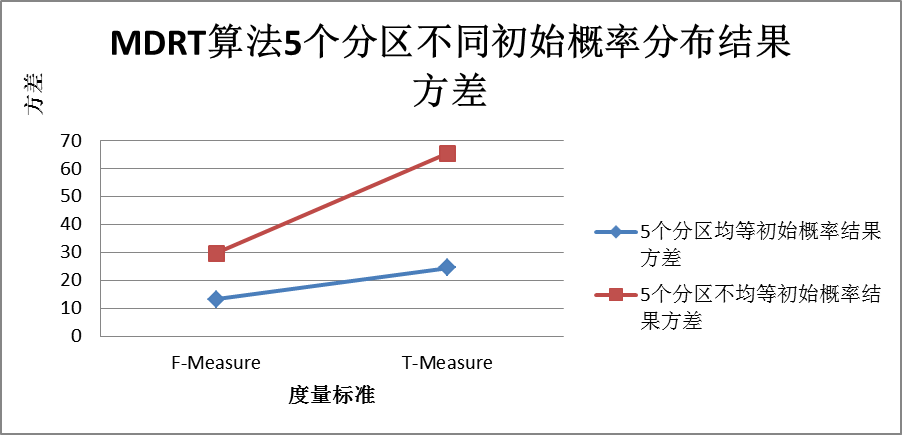 MDRT算法5个分区不同初始概率分布结果
方差
方差
70
60
50
40
30
20
10
0
F-Measure
T-Measure
度量标准
5个分区均等初始概率结果
方差
5个分区不均等初始概率结
果方差